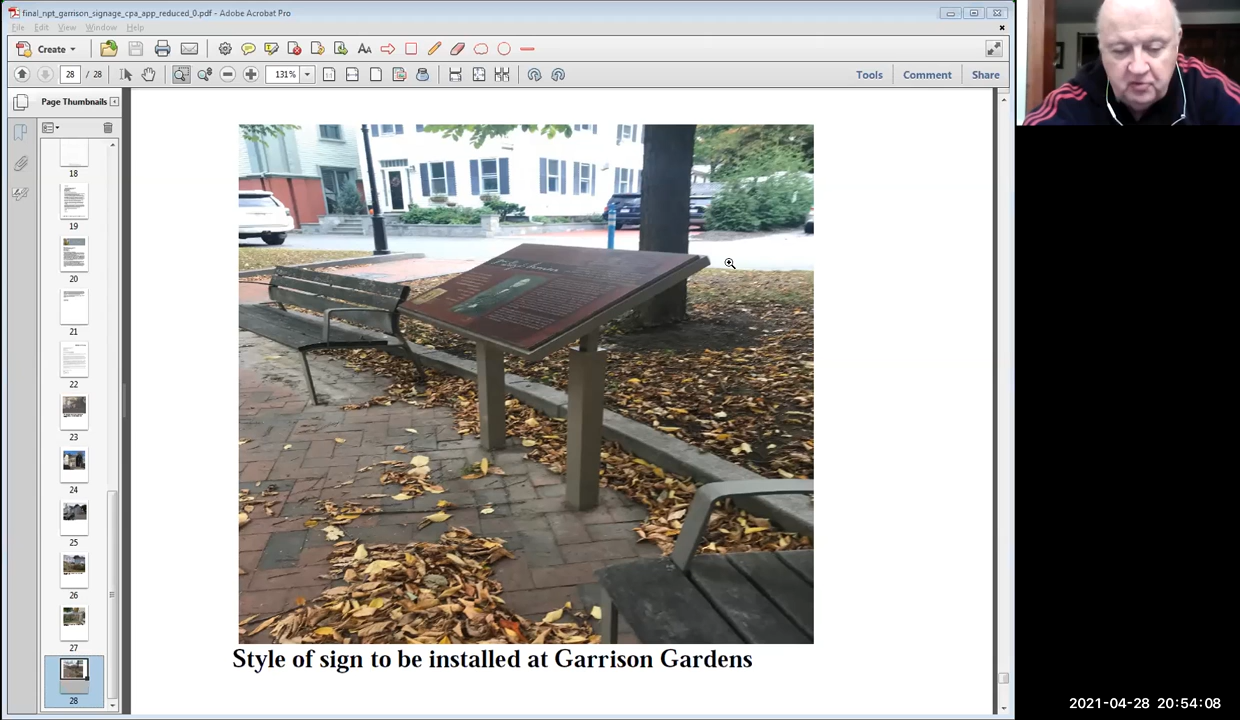 final_npt_garrison_signage_cpa_app_reduced_0.pdf - Adobe Acrobat Pro
File Edit View Window Help
Create
28 / 28
131%
Tools Comment Share
Page Thumbnails
18
19
20
21
22
23
24
25
26
27
28
Style of sign to be installed at Garrison Gardens
2021-04-28 20:54:08